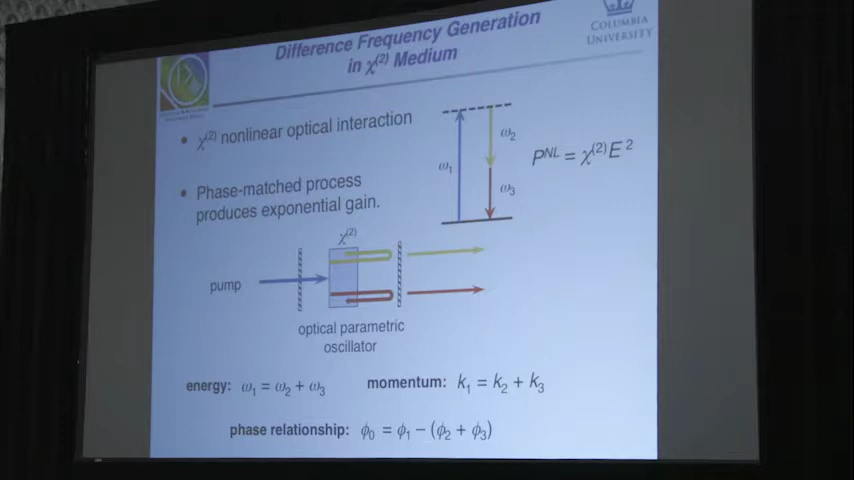 Difference Frequency Generation
in χ(2) Medium
COLUMBIA
UNIVERSITY
• χ(2) nonlinear optical interaction
ω1
ω2
ω3
PNL = χ(2)E 2
• Phase-matched process
produces exponential gain.
χ(2)
pump
optical parametric
oscillator
energy: ω1 = ω2 + ω3
momentum: k1 = k2 + k3
phase relationship: ϕ0 = ϕ1 − (ϕ2 + ϕ3)